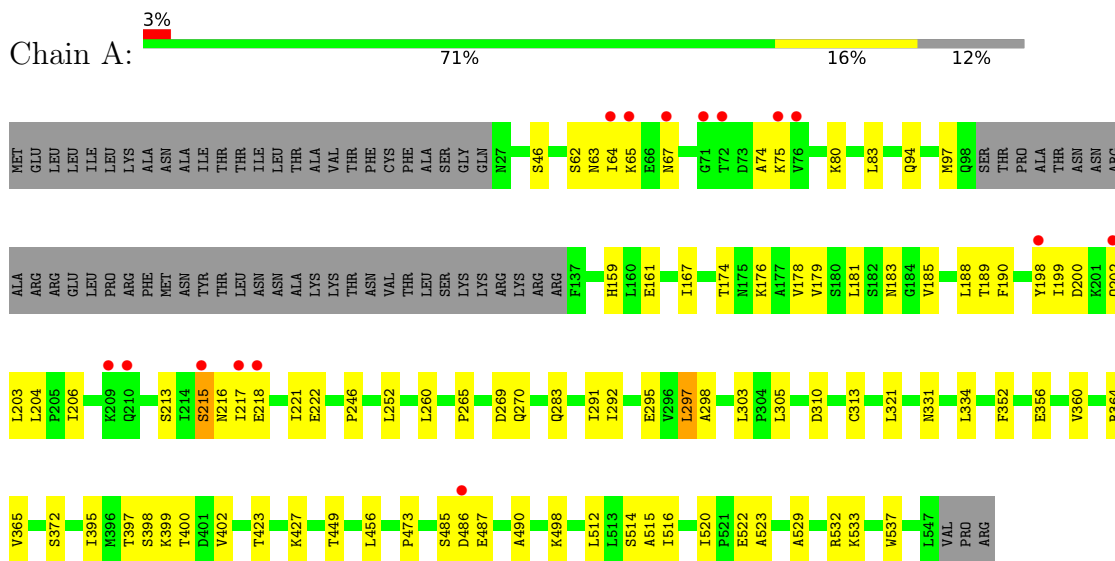 3%
Chain A:
71% 16% 12%
MET GLU LEU LEU ILE LEU LYS ALA ASN ALA ILE THR THR ILE LEU THR ALA VAL THR PHE CYS PHE ALA SER GLY GLN N27 S46 S62 N63 I64 K65 E66 N67 G71 T72 D73 A74 K75 V76 K80 L83 Q94 M97 Q98 SER THR PRO ALA THR ASN ASN ARG
ALA ARG ARG GLU LEU PRO ARG PHE MET ASN TYR THR LEU ASN ASN ALA LYS LYS THR ASN VAL THR LEU SER LYS LYS ARG LYS ARG ARG F137 H159 L160 E161 I167 T174 N175 K176 A177 V178 V179 S180 L181 S182 N183 G184 V185 L188 T189 F190 Y198 I199 D200 K201
L203 L204 P205 I206 K209 Q210 S213 I214 S215 N216 I217 E218 I221 E222 P246 L252 L260 P265 D269 Q270 Q283 I291 I292 E295 V296 L297 A298 L303 P304 L305 D310 C313 L321 N331 L334 F352 E356 V360
V365 S372 I395 M396 T397 S398 K399 T400 D401 V402 T423 K427 T449 L456 P473 S485 D486 E487 A490 K498 L512 L513 S514 A515 I516 I520 P521 E522 A523 A529 R532 K533 W537 L547 VAL PRO ARG